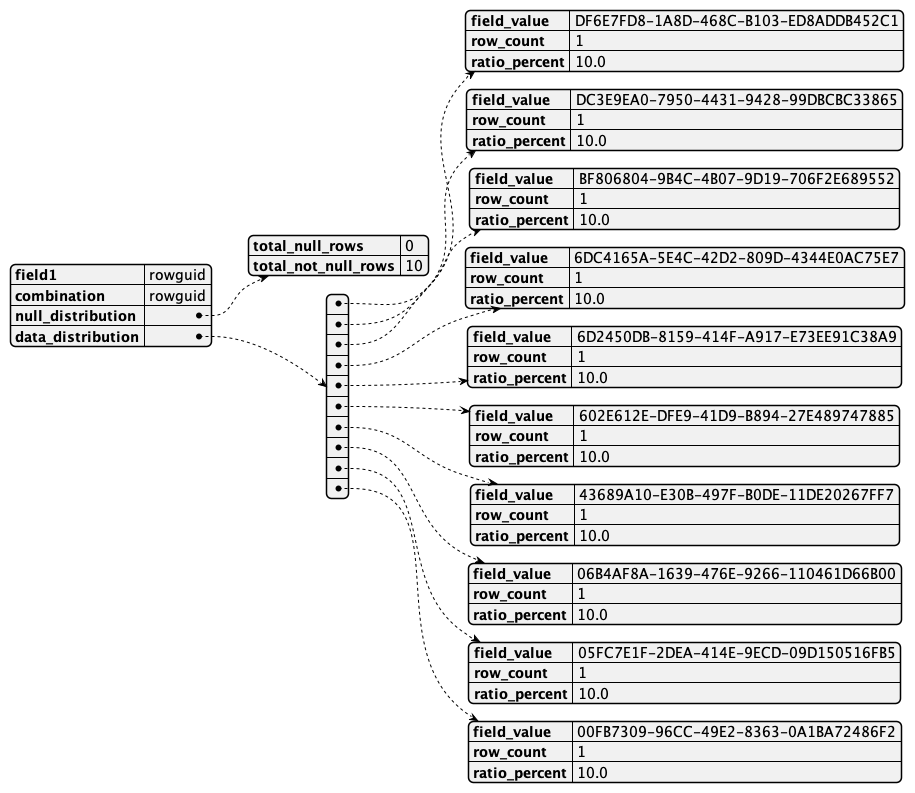 field1 rowguid
combination rowguid
null_distribution
data_distribution
total_null_rows 0
total_not_null_rows 10
field_value DF6E7FD8-1A8D-468C-B103-ED8ADDB452C1
row_count 1
ratio_percent 10.0
field_value DC3E9EA0-7950-4431-9428-99DBCBC33865
row_count 1
ratio_percent 10.0
field_value BF806804-9B4C-4B07-9D19-706F2E689552
row_count 1
ratio_percent 10.0
field_value 6DC4165A-5E4C-42D2-809D-4344E0AC75E7
row_count 1
ratio_percent 10.0
field_value 6D2450DB-8159-414F-A917-E73EE91C38A9
row_count 1
ratio_percent 10.0
field_value 602E612E-DFE9-41D9-B894-27E489747885
row_count 1
ratio_percent 10.0
field_value 43689A10-E30B-497F-B0DE-11DE20267FF7
row_count 1
ratio_percent 10.0
field_value 06B4AF8A-1639-476E-9266-110461D66B00
row_count 1
ratio_percent 10.0
field_value 05FC7E1F-2DEA-414E-9ECD-09D150516FB5
row_count 1
ratio_percent 10.0
field_value 00FB7309-96CC-49E2-8363-0A1BA72486F2
row_count 1
ratio_percent 10.0